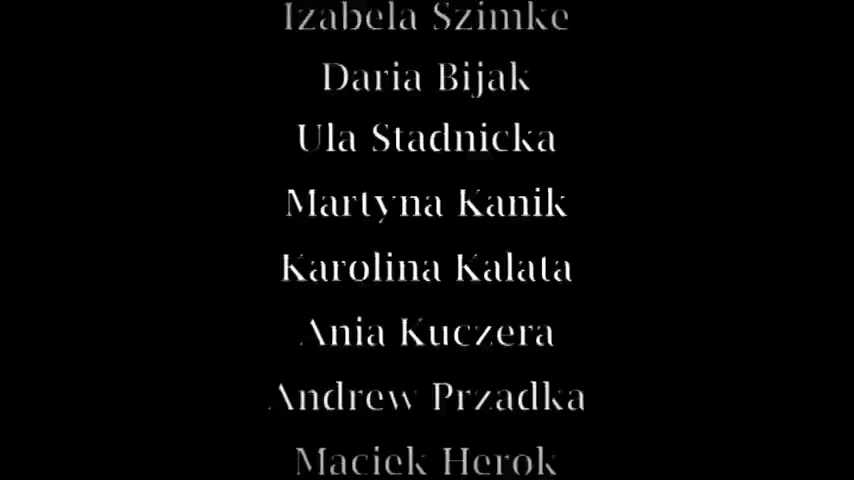 Izabela Szimke
Daria Bijak
Ula Stadnicka
Martyna Kanik
Karolina Kalata
Ania Kuczera
Andrew Przadka
Maciek Herok